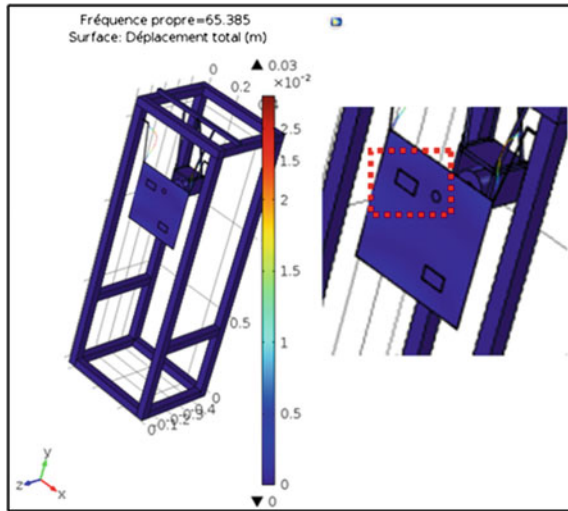 Fréquence propre=65.385
Surface: Déplacement total (m)
▲ 0.03
×10⁻²
0
0.2
2.5
2
1.5
1
0.5
0.5
0
0
▼ 0
y
z
x